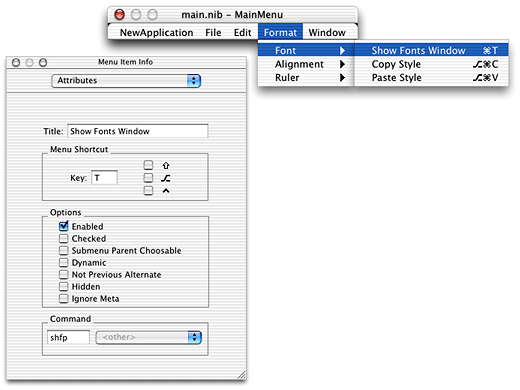 main.nib - MainMenu
NewApplication File Edit Format Window
Font
Alignment
Ruler
Show Fonts Window ⌘T
Copy Style ⌥⌘C
Paste Style ⌥⌘V
Menu Item Info
Attributes
Title: Show Fonts Window
Menu Shortcut
Key: T
⇧
⌥
⌃
Options
Enabled
Checked
Submenu Parent Choosable
Dynamic
Not Previous Alternate
Hidden
Ignore Meta
Command
shfp <other>